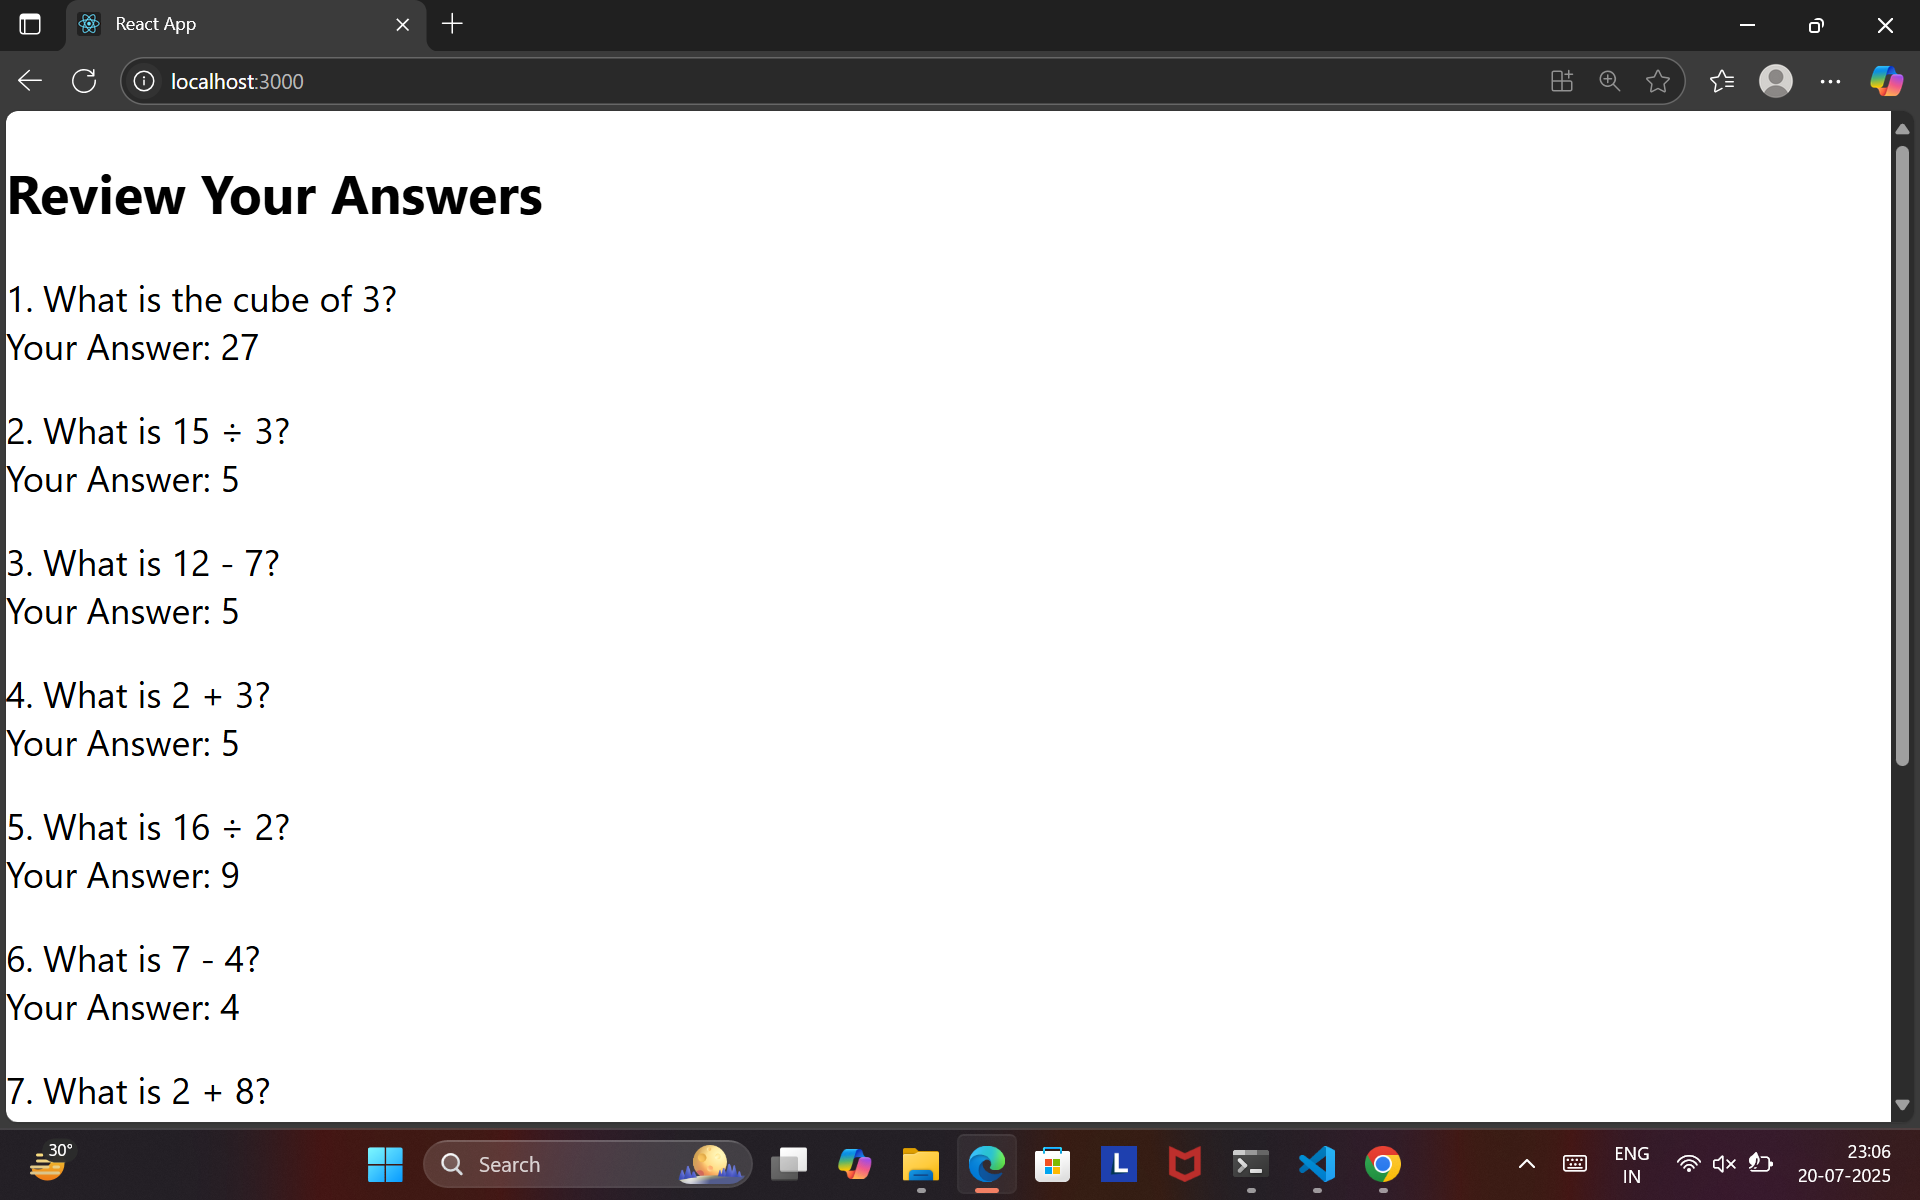 React App
localhost:3000
Review Your Answers
1. What is the cube of 3?
Your Answer: 27
2. What is 15 ÷ 3?
Your Answer: 5
3. What is 12 - 7?
Your Answer: 5
4. What is 2 + 3?
Your Answer: 5
5. What is 16 ÷ 2?
Your Answer: 9
6. What is 7 - 4?
Your Answer: 4
7. What is 2 + 8?
30°
Search
L
ENG
IN
23:06
20-07-2025